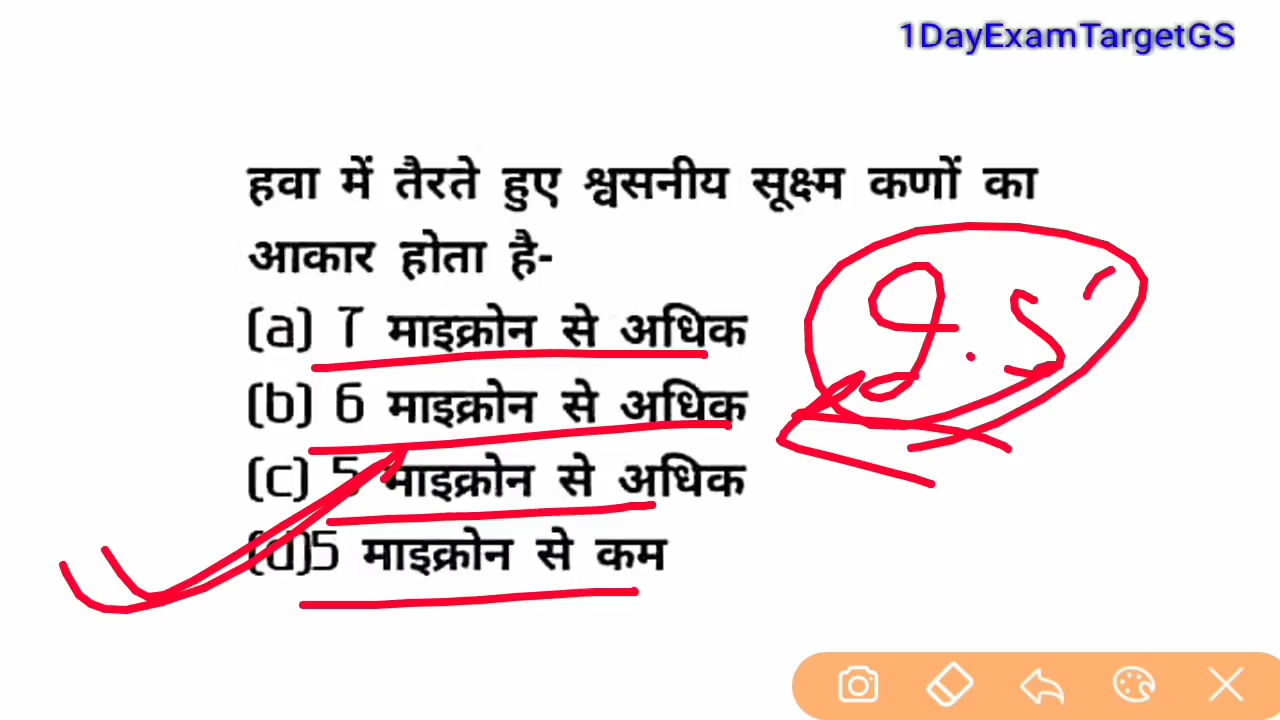 1DayExamTargetGS
हवा में तैरते हुए श्वसनीय सूक्ष्म कणों का
आकार होता है-
(a) 7 माइक्रोन से अधिक
(b) 6 माइक्रोन से अधिक
(c) 5 माइक्रोन से अधिक
(d)5 माइक्रोन से कम
2.5